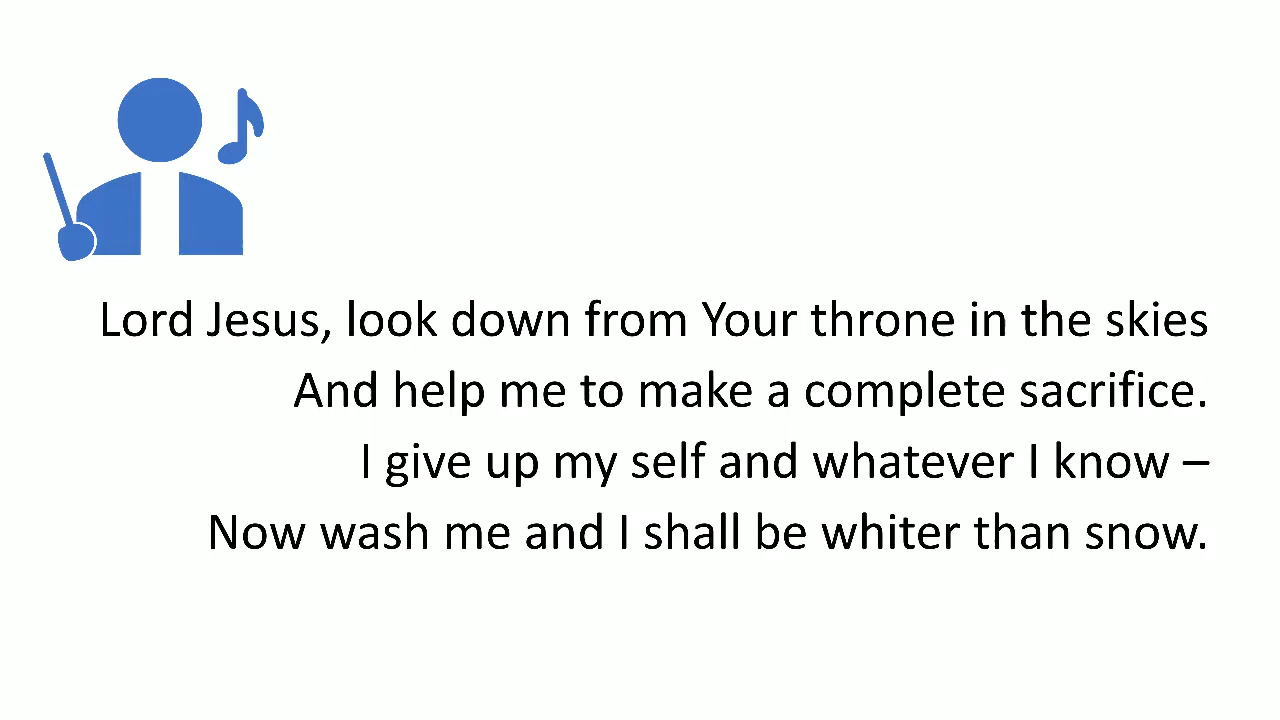 Lord Jesus, look down from Your throne in the skies
And help me to make a complete sacrifice.
I give up my self and whatever I know –
Now wash me and I shall be whiter than snow.